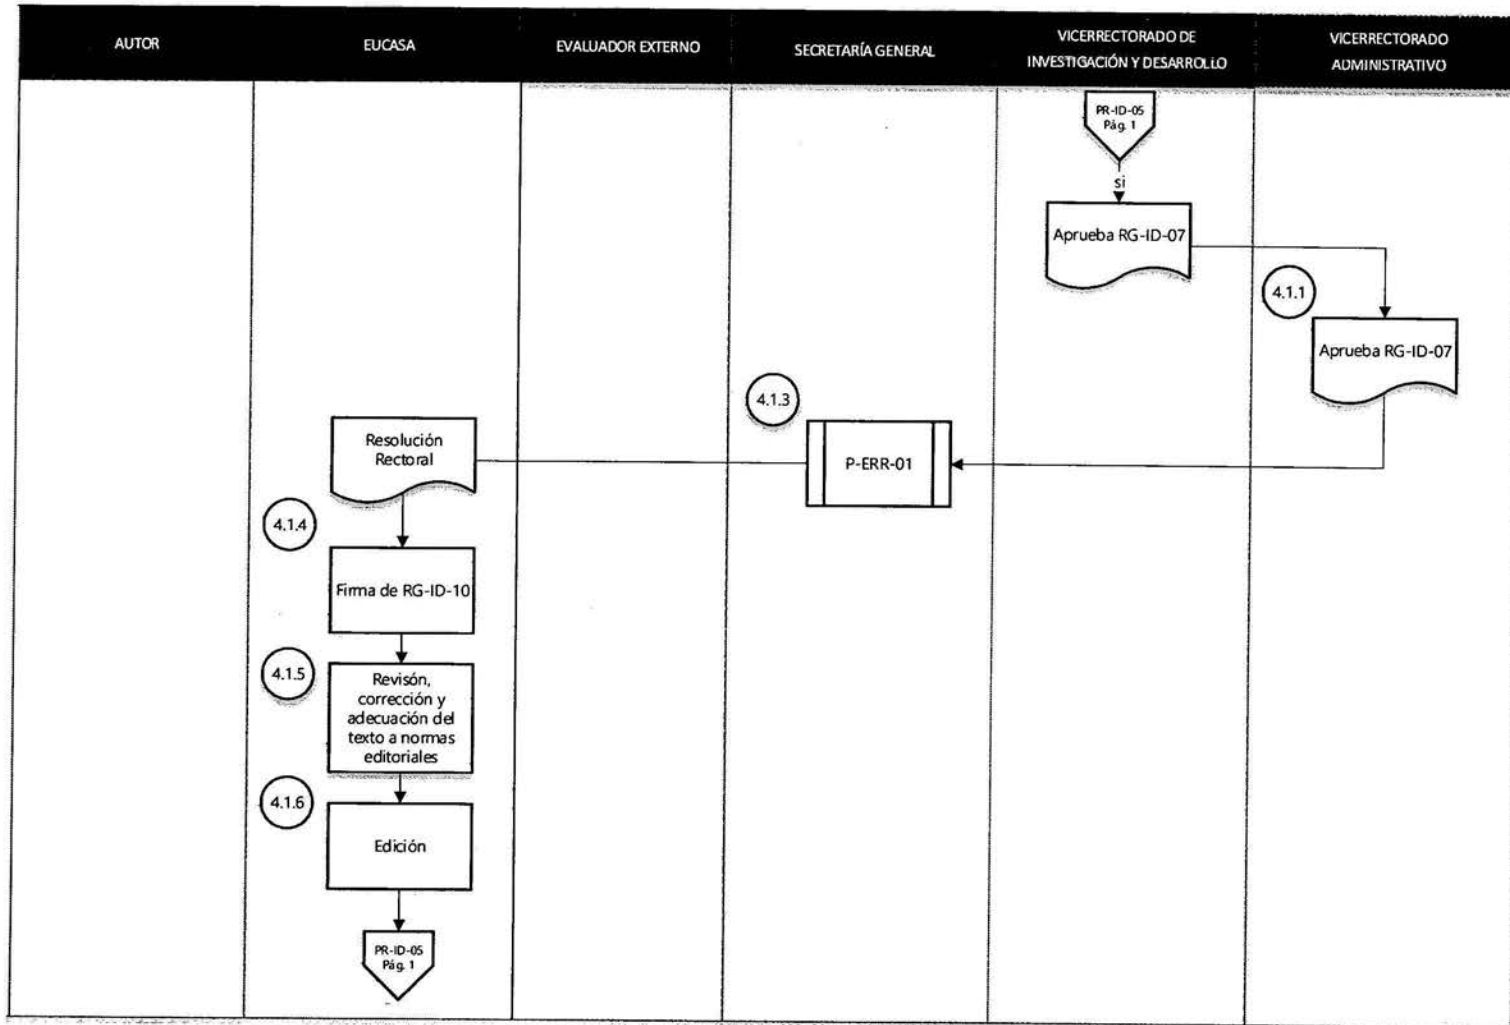 AUTOR
EUCASA
EVALUADOR EXTERNO
SECRETARÍA GENERAL
VICERRECTORADO DE
INVESTIGACIÓN Y DESARROLLO
VICERRECTORADO
ADMINISTRATIVO
PR-ID-05
Pág. 1
si
Aprueba RG-ID-07
4.1.1
Aprueba RG-ID-07
4.1.3
P-ERR-01
Resolución
Rectoral
4.1.4
Firma de RG-ID-10
4.1.5
Revisón,
corrección y
adecuación del
texto a normas
editoriales
4.1.6
Edición
PR-ID-05
Pág. 1